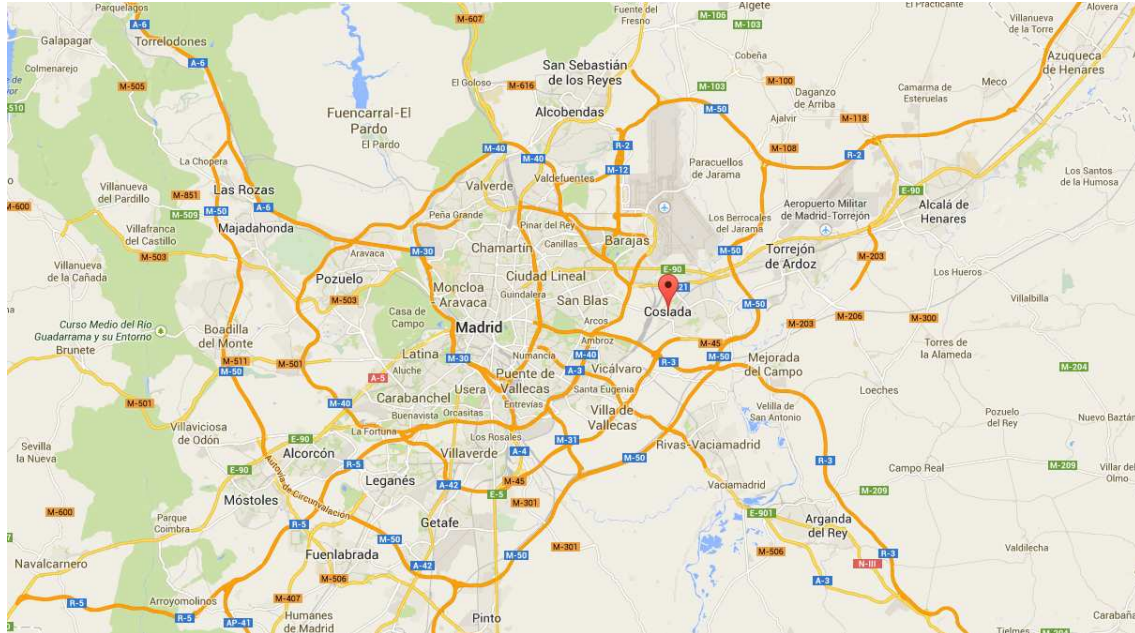 Parquelagos
A-6
Torrelodones
Galapagar
Colmenarejo
M-505
A-6
M-607
El Goloso
M-616
Fuente del
Fresno
M-106
M-103
Algete
El Practicante
Villanueva
de la Torre
Alovera
Azuqueca
de Henares
San Sebastián
de los Reyes
Cobeña
M-100
M-103
Meco
Daganzo
de Arriba
Camarma de
Esteruelas
Alcobendas
M-50
Ajalvir
M-118
Fuencarral-El
Pardo
El Pardo
R-2
M-108
R-2
M-40
M-40
M-12
Valdefuentes
Paracuellos
de Jarama
Los Santos
de la Humosa
La Chopera
Las Rozas
Villanueva
del Pardillo
M-851
M-600
M-50
A-6
M-509
Majadahonda
Valverde
Peña Grande
Pinar del Rey
E-90
Alcalá de
Henares
Aeropuerto Militar
de Madrid-Torrejón
Los Berrocales
del Jarama
Villafranca
del Castillo
M-503
Aravaca
M-30
Chamartín
Canillas
Barajas
M-50
Torrejón
de Ardoz
M-203
Villanueva
de la Cañada
Pozuelo
M-503
Moncloa
Aravaca
Ciudad Lineal
Guindalera
San Blas
E-90
21
Coslada
Los Hueros
Villalbilla
Curso Medio del Río
Guadarrama y su Entorno
Brunete
Boadilla
del Monte
Casa de
Campo
Madrid
Arcos
Ambroz
M-50
M-203
M-206
M-300
Torres de
la Alameda
M-511
M-50
M-501
Latina
Aluche
M-30
Numancia
M-40
A-3
Vicálvaro
R-3
M-45
M-50
Mejorada
del Campo
M-204
A-5
Carabanchel
Usera
Puente de
Vallecas
Santa Eugenia
Loeches
M-501
M-40
Buenavista
Orcasitas
Entrevías
Villa de
Vallecas
Velilla de
San Antonio
Pozuelo
del Rey
Nuevo Baztán
Villaviciosa
de Odón
Sevilla
la Nueva
E-90
Alcorcón
La Fortuna
Los Rosales
Villaverde
A-4
M-31
Rivas-Vaciamadrid
R-3
Campo Real
M-209
Villar del
Olmo
E-90
Móstoles
R-5
Autovía de Circunvalación
Leganés
A-42
M-45
M-50
E-5
M-301
Vaciamadrid
M-209
M-600
Parque
Coimbra
R-5
Getafe
E-901
Arganda
del Rey
Navalcarnero
M-50
Fuenlabrada
M-506
A-42
M-50
M-301
M-506
A-3
N-III
R-3
Valdilecha
R-5
Arroyomolinos
R-5
AP-41
M-407
Humanes
de Madrid
Pinto
M-506
M-204
Tielmes
Carabaña